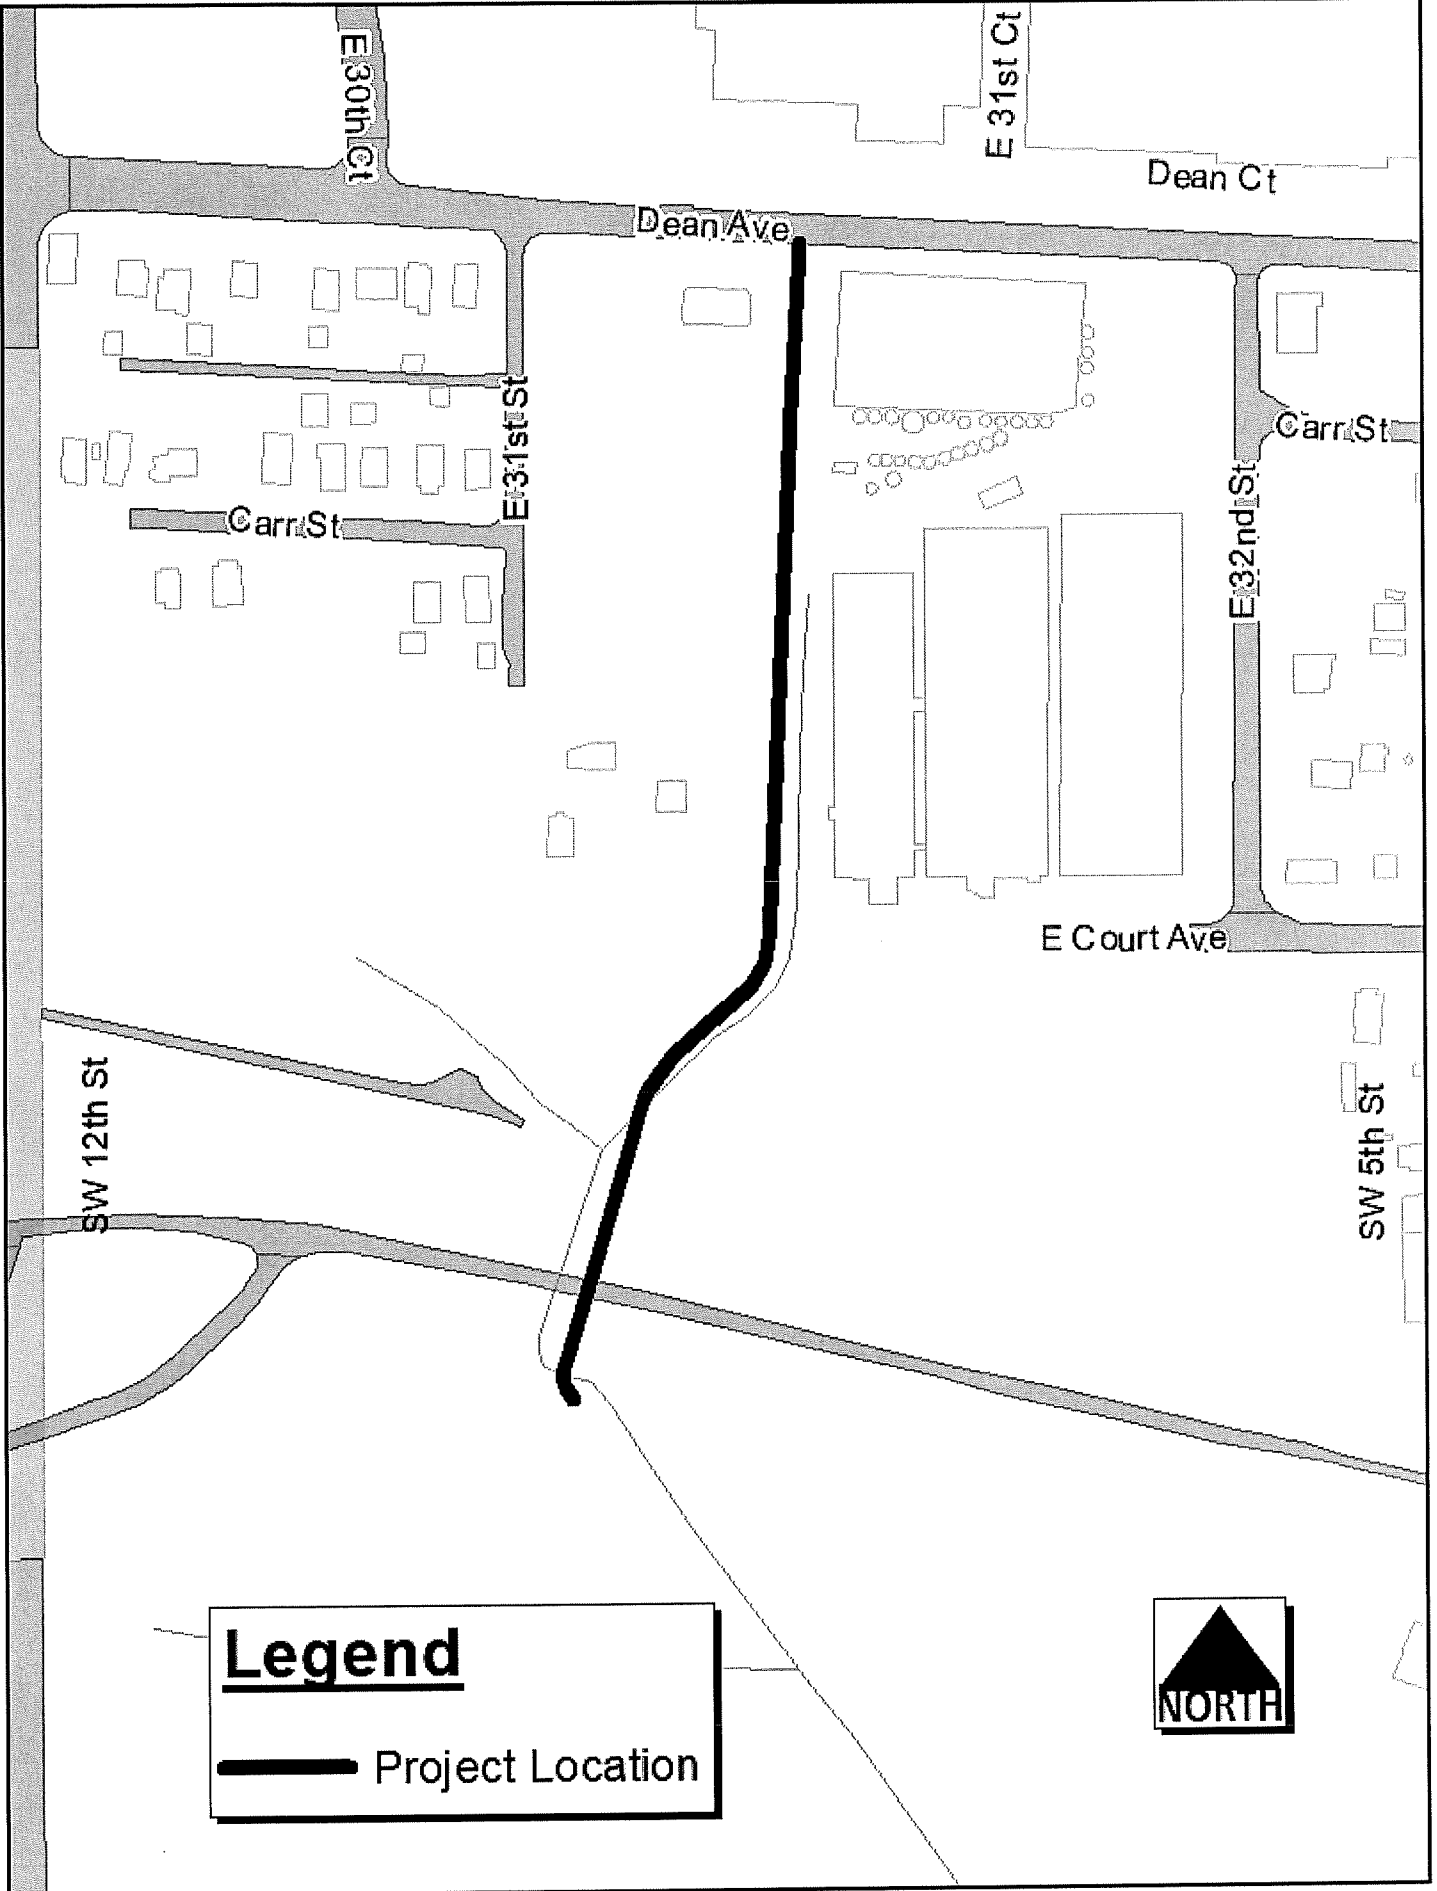 E 30th Ct
E 31st Ct
Dean Ct
Dean Ave
E 31st St
Carr St
Carr St
E 32nd St
E Court Ave
SW 12th St
SW 5th St
Legend
Project Location
NORTH